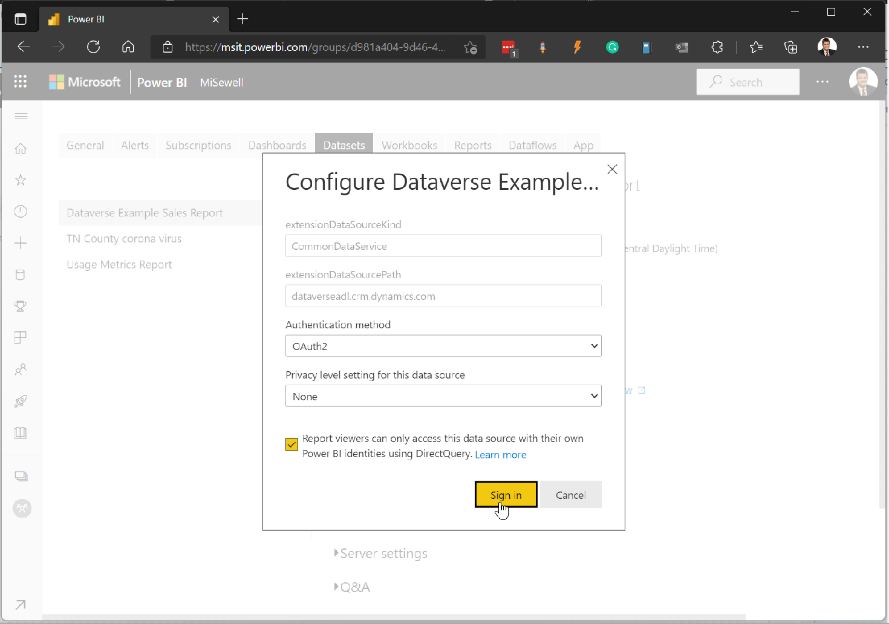 Power BI
https://msit.powerbi.com/groups/d981a404-9d46-4...
1
Microsoft
Power BI
MiSewell
Search
General
Alerts
Subscriptions
Dashboards
Datasets
Workbooks
Reports
Dataflows
App
Dataverse Example Sales Report
TN County corona virus
Usage Metrics Report
Configure Dataverse Example...
extensionDataSourceKind
CommonDataService
extensionDataSourcePath
dataverseadl.crm.dynamics.com
Authentication method
OAuth2
Privacy level setting for this data source
None
Report viewers can only access this data source with their own
Power BI identities using DirectQuery. Learn more
Sign in
Cancel
entral Daylight Time)
Server settings
Q&A